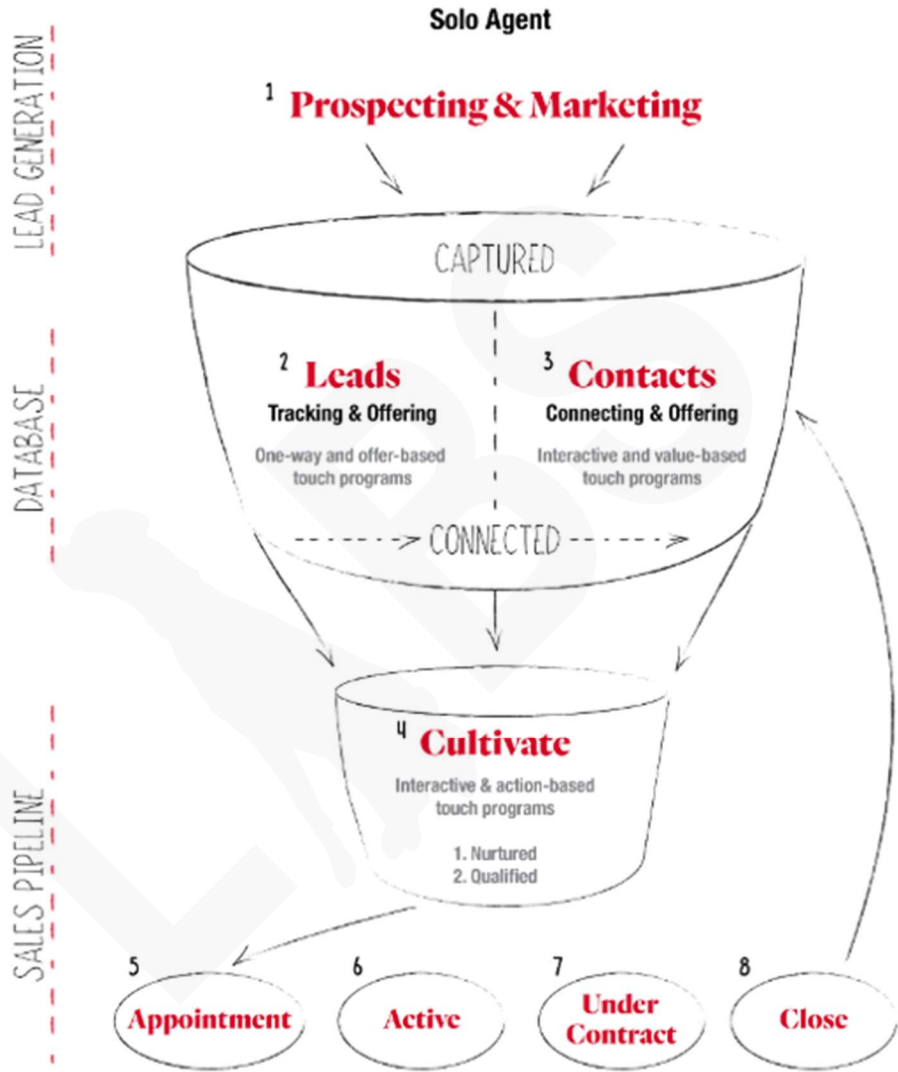 Solo Agent
LEAD GENERATION
1 Prospecting & Marketing
CAPTURED
DATABASE
2 Leads
Tracking & Offering
One-way and offer-based
touch programs
3 Contacts
Connecting & Offering
Interactive and value-based
touch programs
CONNECTED
SALES PIPELINE
4 Cultivate
Interactive & action-based
touch programs
1. Nurtured
2. Qualified
5 Appointment
6 Active
7 Under
Contract
8 Close
LABS